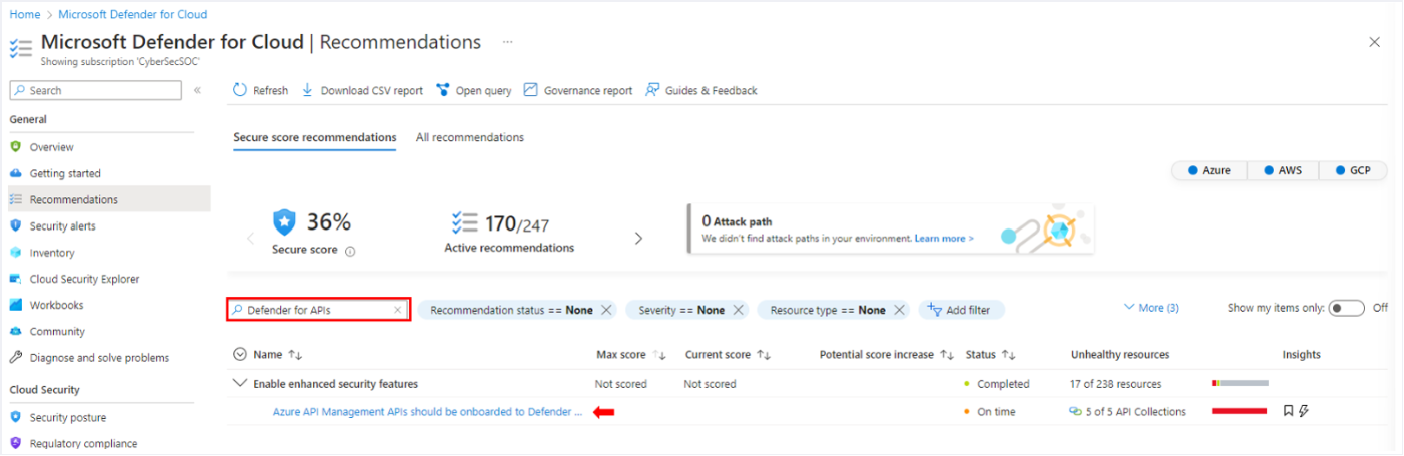 Home > Microsoft Defender for Cloud
Microsoft Defender for Cloud | Recommendations ...
Showing subscription 'CyberSecSOC'
Search «
Refresh Download CSV report Open query Governance report Guides & Feedback
General
Overview
Getting started
Recommendations
Security alerts
Inventory
Cloud Security Explorer
Workbooks
Community
Diagnose and solve problems
Cloud Security
Security posture
Regulatory compliance
Secure score recommendations All recommendations
Azure AWS GCP
36%
Secure score
170/247
Active recommendations
0 Attack path
We didn't find attack paths in your environment. Learn more >
Defender for APIs Recommendation status == None Severity == None Resource type == None Add filter More (3) Show my items only: Off
Name Max score Current score Potential score increase Status Unhealthy resources Insights
Enable enhanced security features Not scored Not scored Completed 17 of 238 resources
Azure API Management APIs should be onboarded to Defender ... On time 5 of 5 API Collections